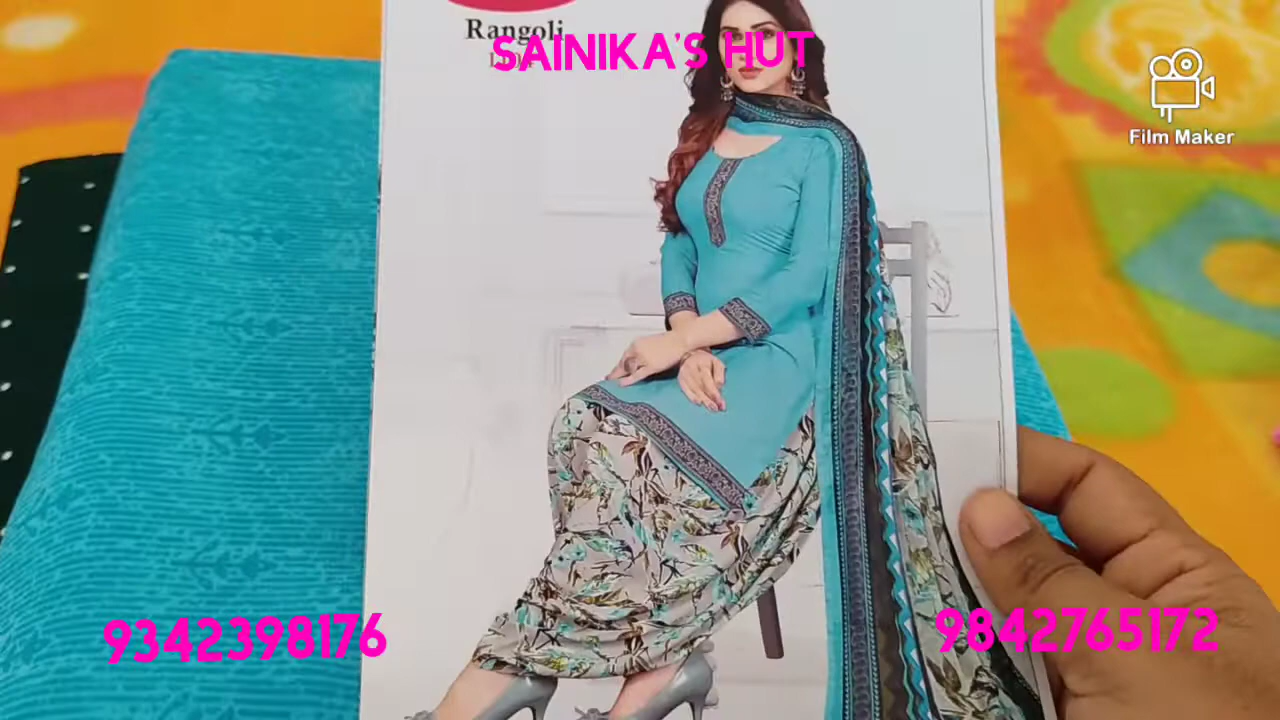 Rangoli
SAINIKA'S HUT
Film Maker
9342398176
9842765172